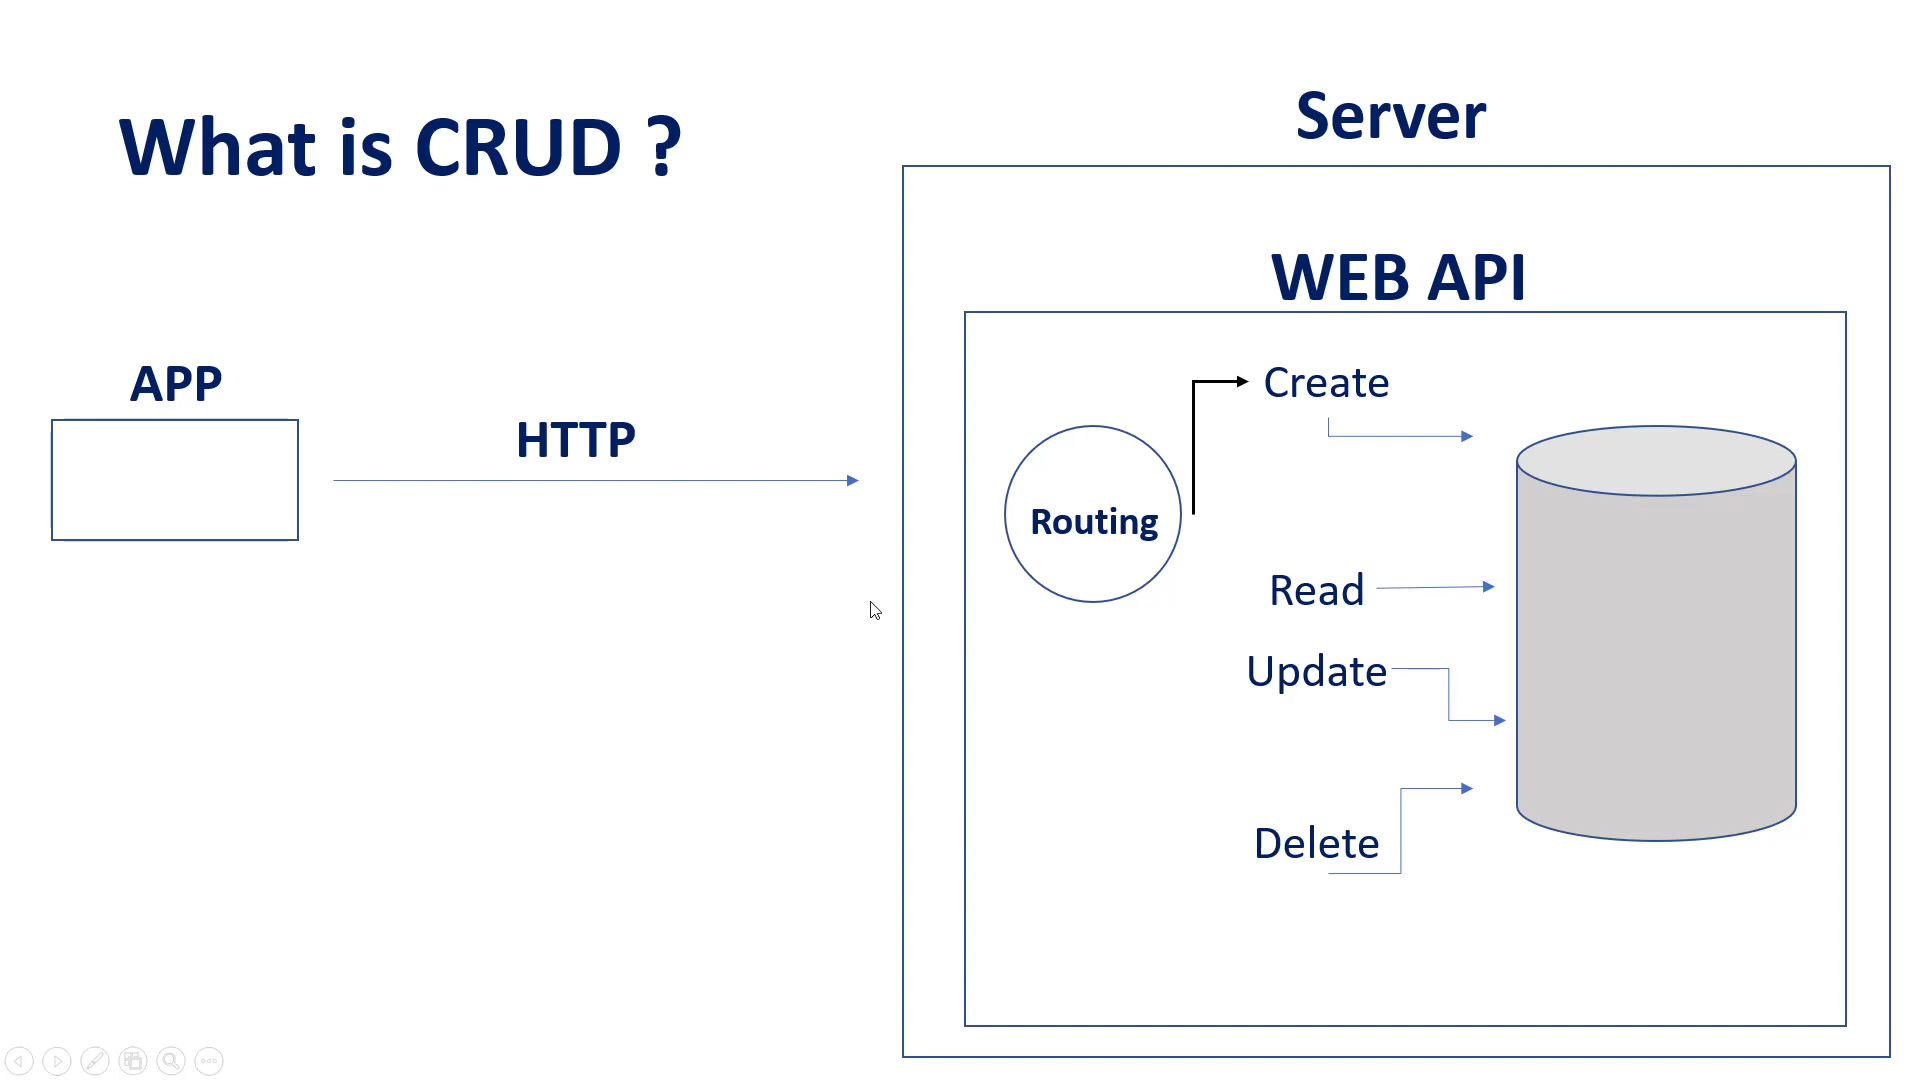 What is CRUD ?
Server
WEB API
APP
HTTP
Routing
Create
Read
Update
Delete